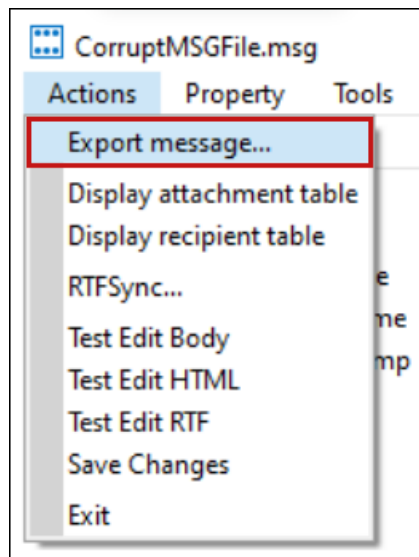 CorruptMSGFile.msg
Actions Property Tools
Export message...
Display attachment table
Display recipient table
RTFSync...
Test Edit Body
Test Edit HTML
Test Edit RTF
Save Changes
Exit